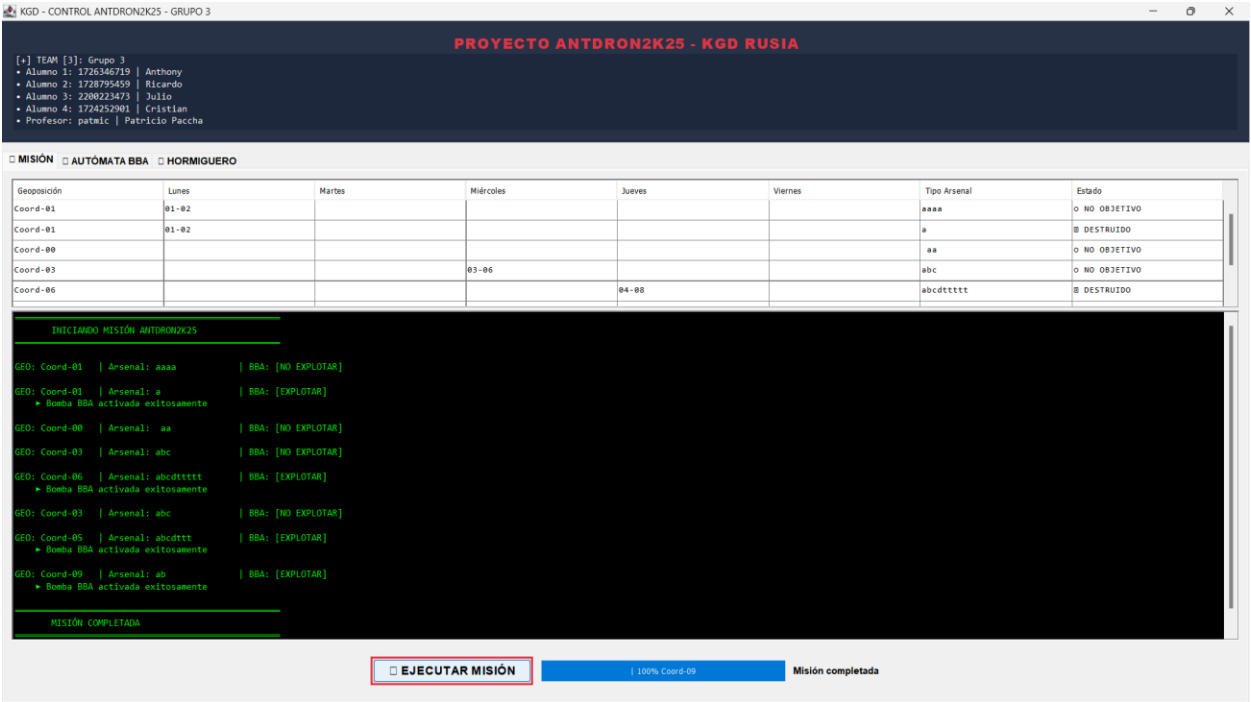 KGD - CONTROL ANTDRON2K25 - GRUPO 3
PROYECTO ANTDRON2K25 - KGD RUSIA
[+] TEAM [3]: Grupo 3
• Alumno 1: 1726346719 | Anthony
• Alumno 2: 1728795459 | Ricardo
• Alumno 3: 2200223473 | Julio
• Alumno 4: 1724252901 | Cristian
• Profesor: patmic | Patricio Paccha
MISIÓN AUTÓMATA BBA HORMIGUERO
Geoposición Lunes Martes Miércoles Jueves Viernes Tipo Arsenal Estado
Coord-01 01-02 aaaa ○ NO OBJETIVO
Coord-01 01-02 a DESTRUIDO
Coord-00 aa ○ NO OBJETIVO
Coord-03 03-06 abc ○ NO OBJETIVO
Coord-06 04-08 abcdttttt DESTRUIDO
INICIANDO MISIÓN ANTDRON2K25
GEO: Coord-01 | Arsenal: aaaa | BBA: [NO EXPLOTAR]
GEO: Coord-01 | Arsenal: a | BBA: [EXPLOTAR]
► Bomba BBA activada exitosamente
GEO: Coord-00 | Arsenal: aa | BBA: [NO EXPLOTAR]
GEO: Coord-03 | Arsenal: abc | BBA: [NO EXPLOTAR]
GEO: Coord-06 | Arsenal: abcdttttt | BBA: [EXPLOTAR]
► Bomba BBA activada exitosamente
GEO: Coord-03 | Arsenal: abc | BBA: [NO EXPLOTAR]
GEO: Coord-05 | Arsenal: abcdttt | BBA: [EXPLOTAR]
► Bomba BBA activada exitosamente
GEO: Coord-09 | Arsenal: ab | BBA: [EXPLOTAR]
► Bomba BBA activada exitosamente
MISIÓN COMPLETADA
EJECUTAR MISIÓN | 100% Coord-09 Misión completada